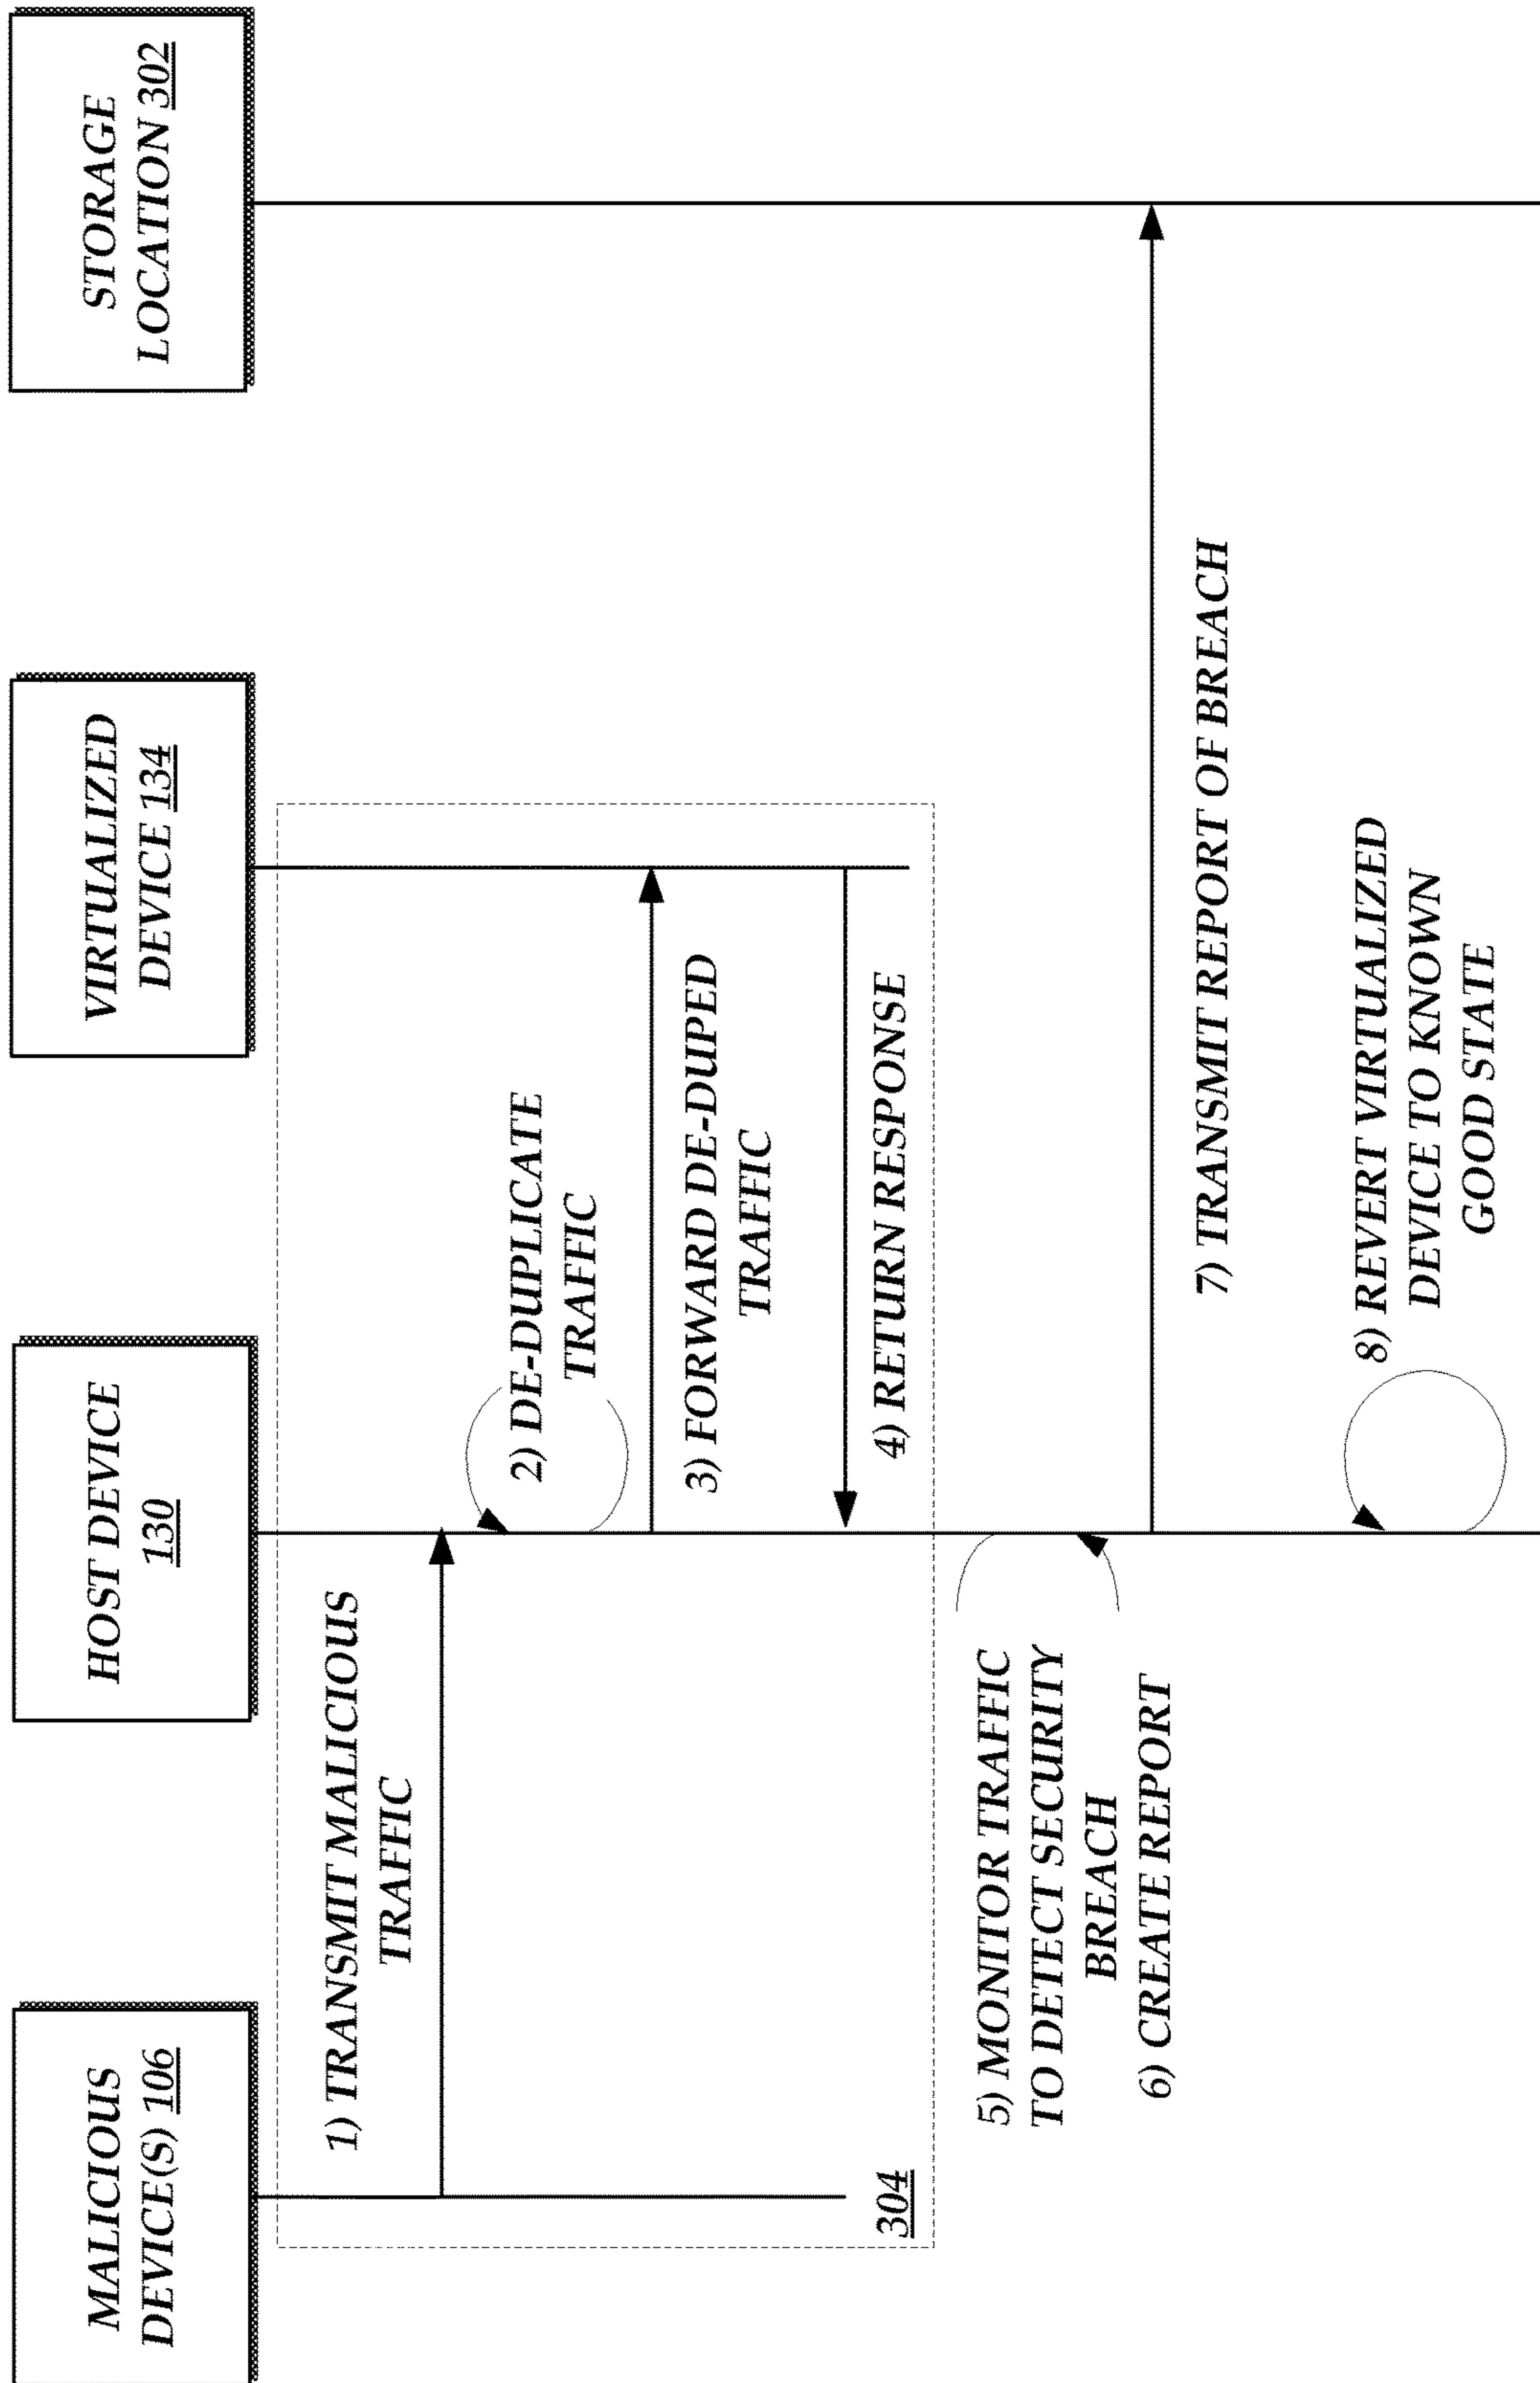 MALICIOUS
DEVICE(S) 106
HOST DEVICE
130
VIRTUALIZED
DEVICE 134
STORAGE
LOCATION 302
1) TRANSMIT MALICIOUS
TRAFFIC
2) DE-DUPLICATE
TRAFFIC
3) FORWARD DE-DUPED
TRAFFIC
4) RETURN RESPONSE
304
5) MONITOR TRAFFIC
TO DETECT SECURITY
BREACH
6) CREATE REPORT
7) TRANSMIT REPORT OF BREACH
8) REVERT VIRTUALIZED
DEVICE TO KNOWN
GOOD STATE